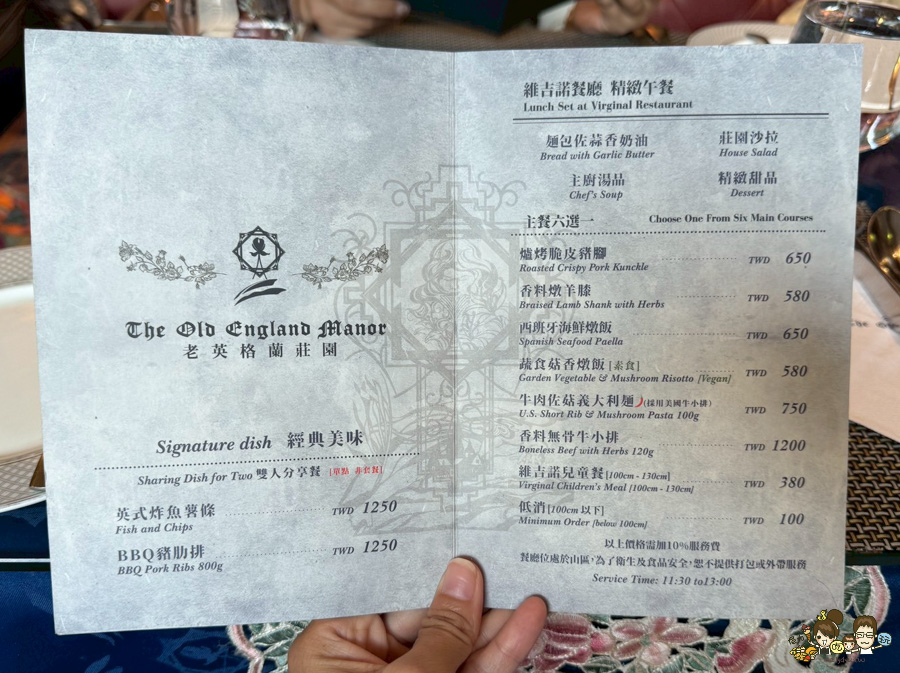 The Old England Manor
老英格蘭莊園
Signature dish 經典美味
Sharing Dish for Two 雙人分享餐 [單點 非套餐]
英式炸魚薯條
Fish and Chips TWD 1250
BBQ豬肋排
BBQ Pork Ribs 800g TWD 1250
維吉諾餐廳 精緻午餐
Lunch Set at Virginal Restaurant
麵包佐蒜香奶油 莊園沙拉
Bread with Garlic Butter House Salad
主廚湯品 精緻甜品
Chef's Soup Dessert
主餐六選一 Choose One From Six Main Courses
爐烤脆皮豬腳
Roasted Crispy Pork Kunckle TWD 650
香料燉羊膝
Braised Lamb Shank with Herbs TWD 580
西班牙海鮮燉飯
Spanish Seafood Paella TWD 650
蔬食菇香燉飯 [素食]
Garden Vegetable & Mushroom Risotto [Vegan] TWD 580
牛肉佐菇義大利麵 (採用美國牛小排)
U.S. Short Rib & Mushroom Pasta 100g TWD 750
香料無骨牛小排
Boneless Beef with Herbs 120g TWD 1200
維吉諾兒童餐 [100cm - 130cm]
Virginal Children's Meal [100cm - 130cm] TWD 380
低消 [100cm 以下]
Minimum Order [below 100cm] TWD 100
以上價格需加10%服務費
餐廳位處於山區，為了衛生及食品安全，恕不提供打包或外帶服務
Service Time: 11:30 to13:00